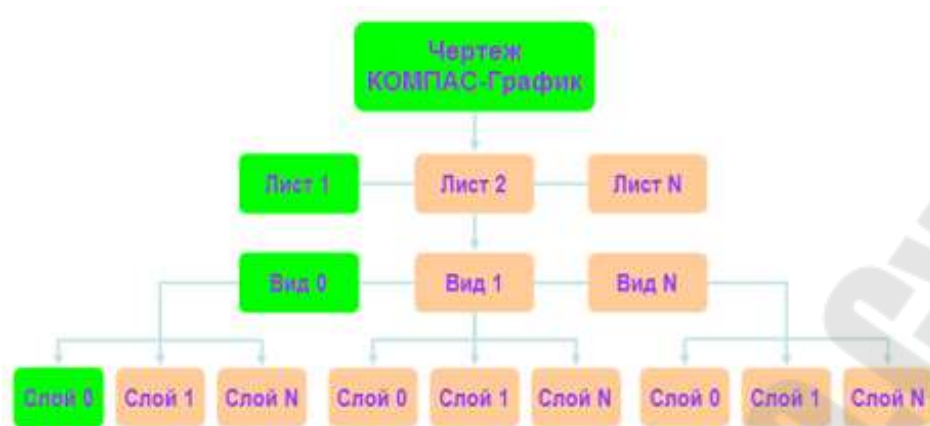 Чертеж
КОМПАС-График
Лист 1 Лист 2 Лист N
Вид 0 Вид 1 Вид N
Слой 0 Слой 1 Слой N Слой 0 Слой 1 Слой N Слой 0 Слой 1 Слой N